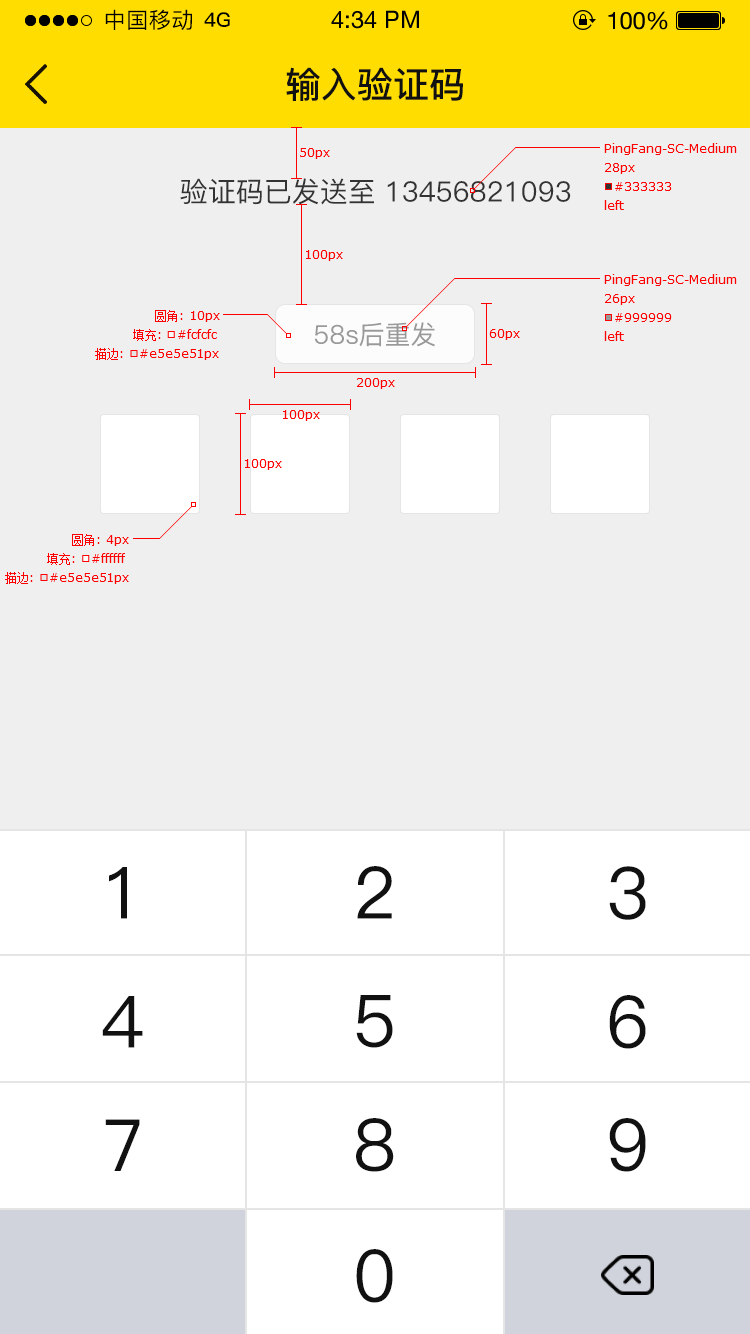 中国移动 4G 4:34 PM 100%
输入验证码
50px
PingFang-SC-Medium
28px
#333333
left
验证码已发送至 13456821093
100px
PingFang-SC-Medium
26px
#999999
left
圆角: 10px
填充: #fcfcfc
描边: #e5e5e51px
58s后重发
60px
200px
100px
100px
圆角: 4px
填充: #ffffff
描边: #e5e5e51px
1 2 3
4 5 6
7 8 9
0